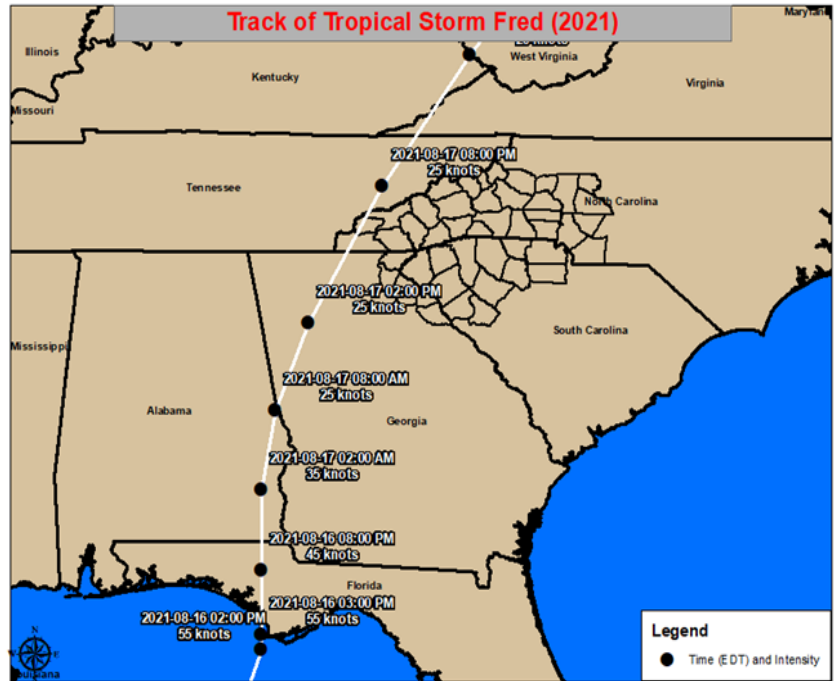 Track of Tropical Storm Fred (2021)
Illinois
Kentucky
West Virginia
Virginia
Missouri
2021-08-17 08:00 PM
25 knots
Tennessee
North Carolina
2021-08-17 02:00 PM
25 knots
South Carolina
Mississippi
2021-08-17 08:00 AM
25 knots
Alabama
Georgia
2021-08-17 02:00 AM
35 knots
2021-08-16 08:00 PM
45 knots
Florida
2021-08-16 02:00 PM
55 knots
2021-08-16 03:00 PM
55 knots
Legend
Time (EDT) and Intensity
N
W
E